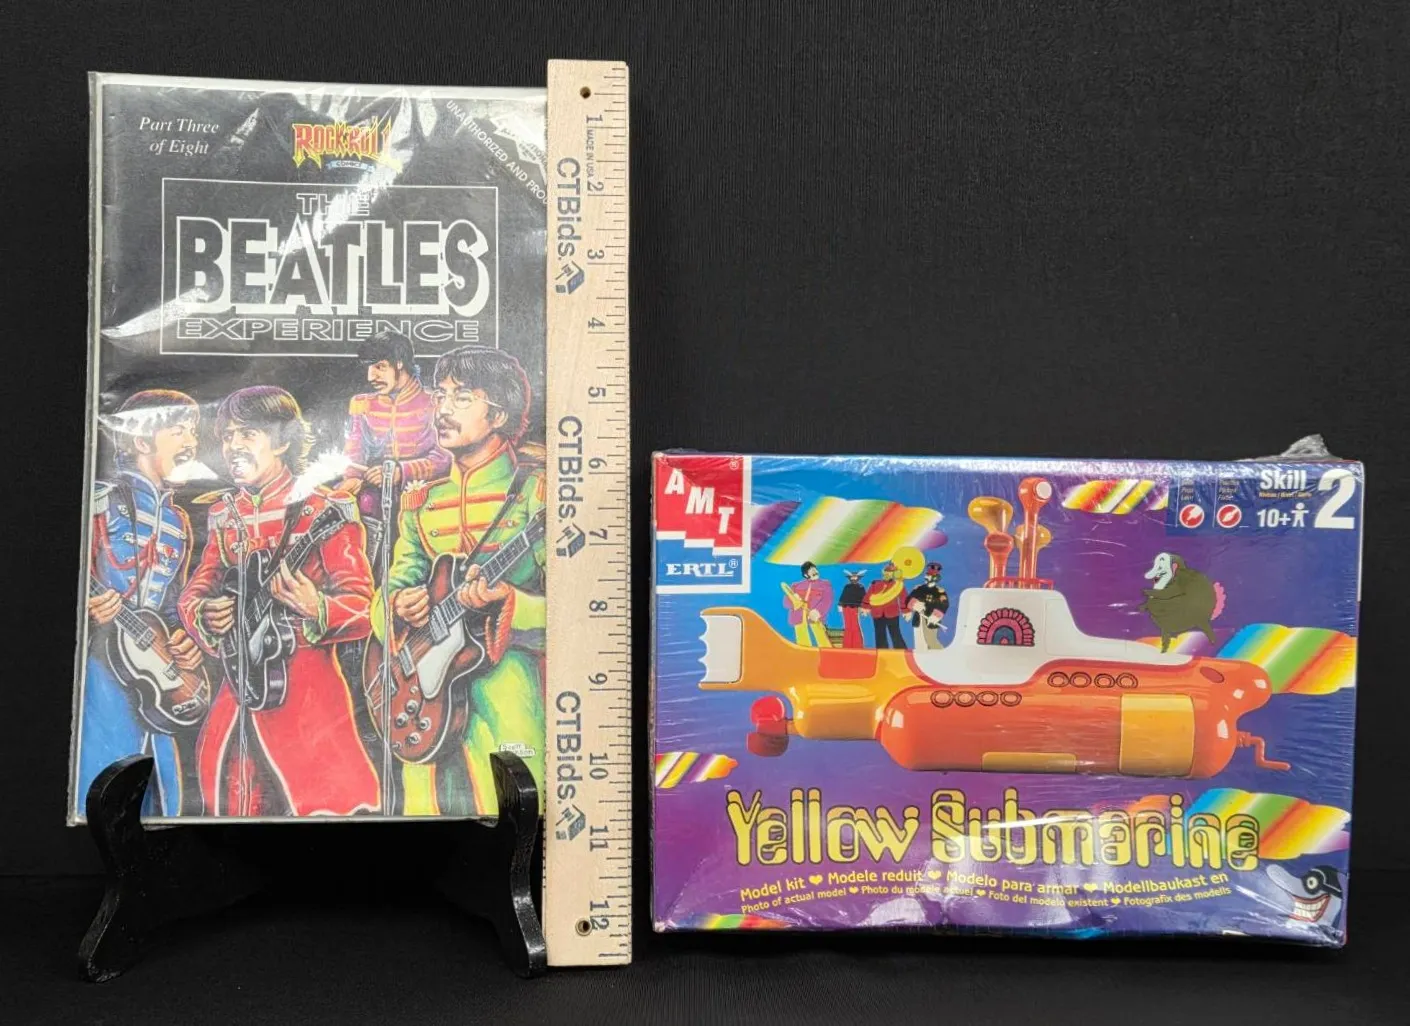 Part Three
of Eight
ROCK N ROLL
COMICS
UNAUTHORIZED AND PROU
THE
BEATLES
EXPERIENCE
1
MADE IN USA
2
CTBids.
3
4
5
CTBids.
6
7
8
9
CTBids.
10
11
12
AMT
ERTL
Skill 2
10+
Yellow Submarine
Model kit ♥ Modele reduit ♥ Modelo para armar ♥ Modellbaukast en
Photo of actual model ♥ Photo du modele actuel ♥ Foto del modelo existent ♥ Fotografix des modells